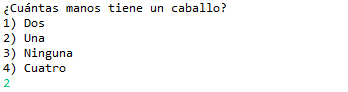 ¿Cuántas manos tiene un caballo?
1) Dos
2) Una
3) Ninguna
4) Cuatro
2